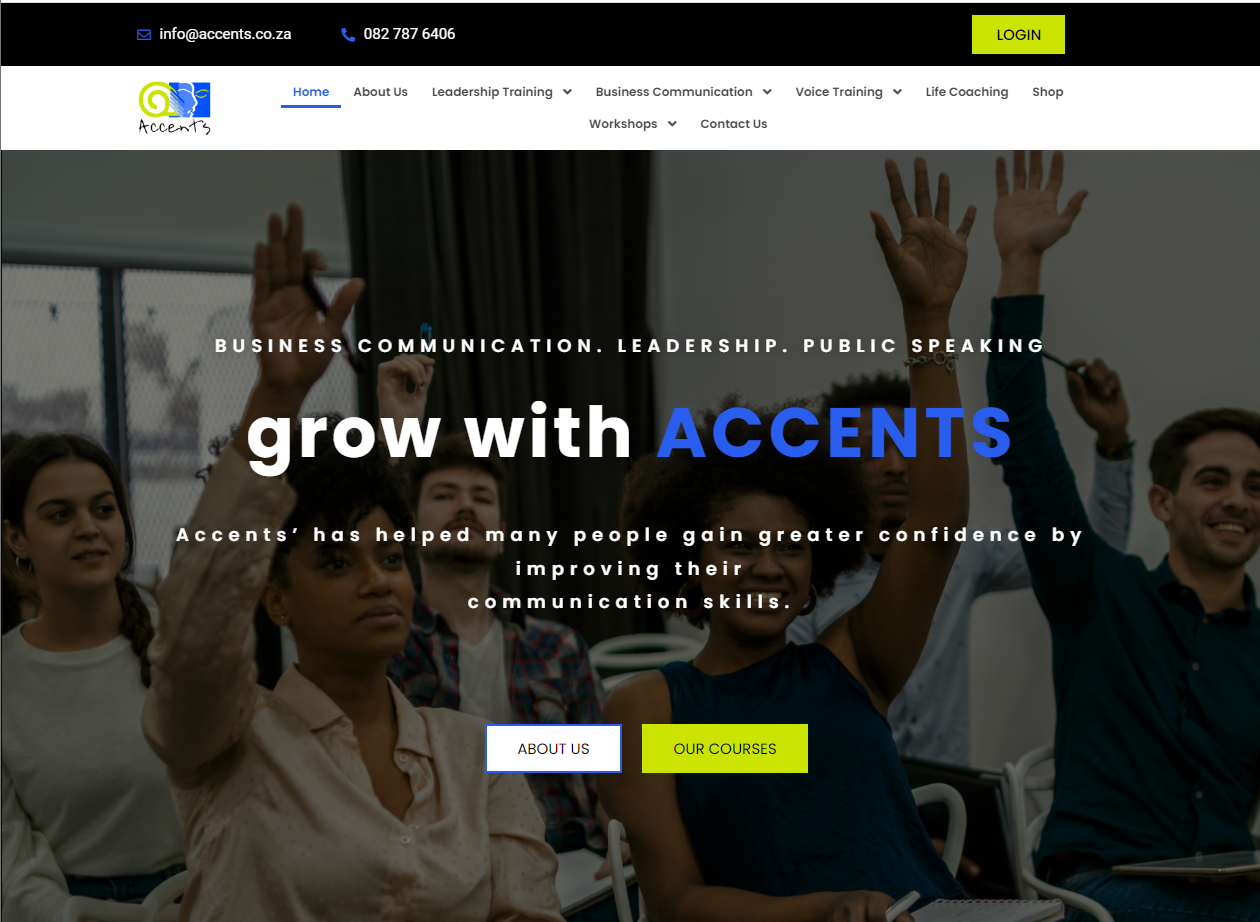 info@accents.co.za 082 787 6406 LOGIN
Accents
Home About Us Leadership Training Business Communication Voice Training Life Coaching Shop
Workshops Contact Us
BUSINESS COMMUNICATION. LEADERSHIP. PUBLIC SPEAKING
grow with ACCENTS
Accents’ has helped many people gain greater confidence by
improving their
communication skills.
ABOUT US OUR COURSES